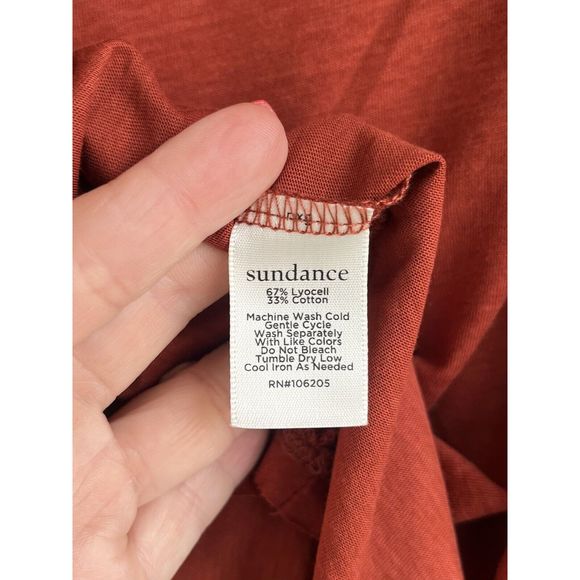 sundance
67% Lyocell
33% Cotton
Machine Wash Cold
Gentle Cycle
Wash Separately
With Like Colors
Do Not Bleach
Tumble Dry Low
Cool Iron As Needed
RN#106205